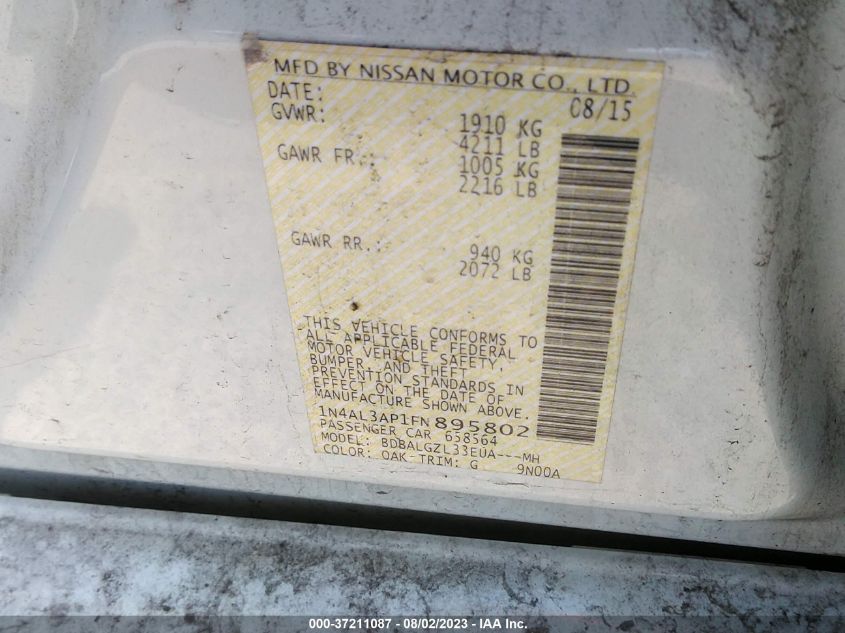 MFD BY NISSAN MOTOR CO., LTD.
DATE: 08/15
GVWR: 1910 KG
4211 LB
GAWR FR.: 1005 KG
2216 LB
GAWR RR.: 940 KG
2072 LB
THIS VEHICLE CONFORMS TO
ALL APPLICABLE FEDERAL
MOTOR VEHICLE SAFETY,
BUMPER, AND THEFT
PREVENTION STANDARDS IN
EFFECT ON THE DATE OF
MANUFACTURE SHOWN ABOVE.
1N4AL3AP1FN895802
PASSENGER CAR 658564
MODEL: BDBALGZL33EUA---MH
COLOR: QAK TRIM: G 9N00A
000-37211087 - 08/02/2023 - IAA Inc.